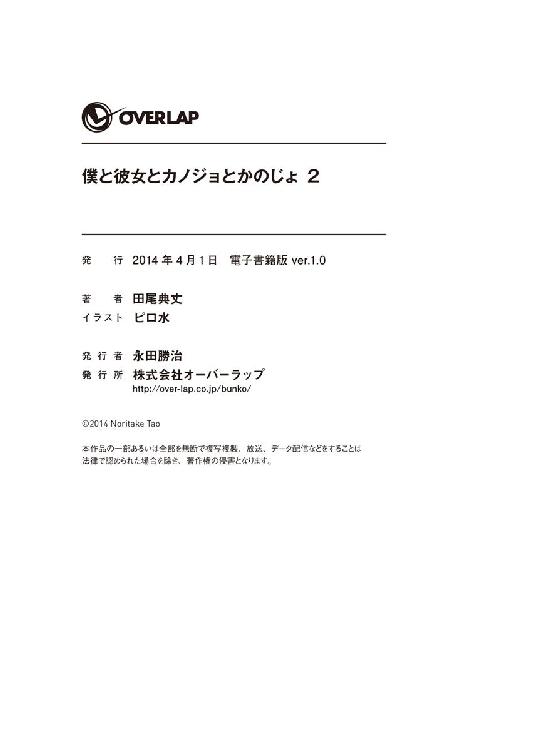 OVERLAP
僕と彼女とカノジョとかのじょ 2
発 行 2014年4月1日 電子書籍版 ver.1.0
著 者 田尾典丈
イラスト ピロ水
発行者 永田勝治
発行所 株式会社オーバーラップ
http://over-lap.co.jp/bunko/
©2014 Noritake Tao
本作品の一部あるいは全部を無断で複写複製、放送、データ配信などをすることは
法律で認められた場合を除き、著作権の侵害となります。